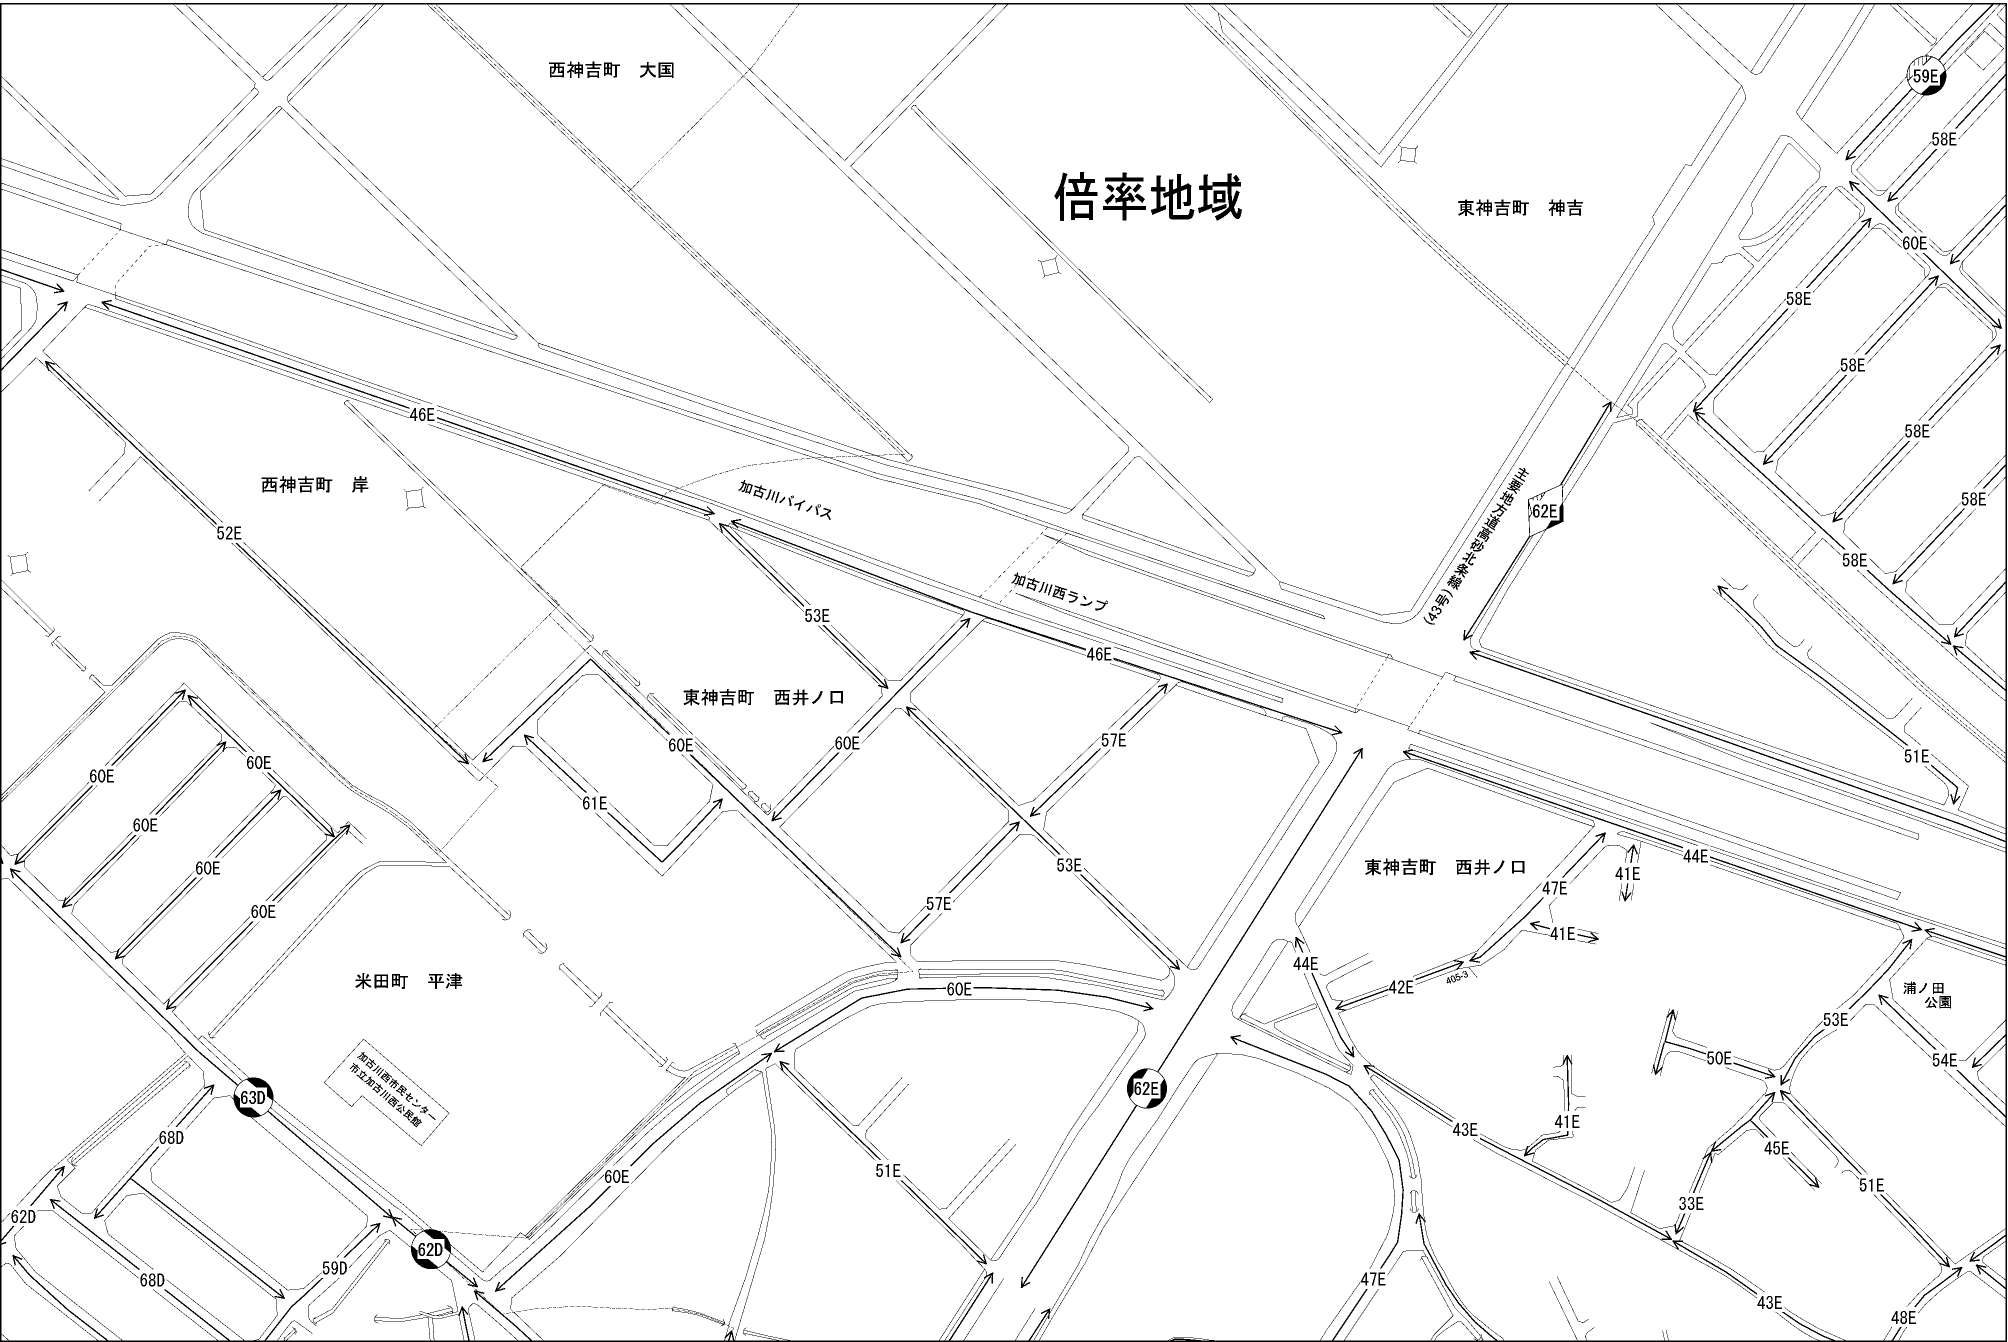 西神吉町　大国
59E
58E
倍率地域
東神吉町　神吉
60E
58E
58E
46E
58E
西神吉町　岸
加古川バイパス
主要地方道高砂北条線
(43号)
62E
58E
52E
58E
加古川西ランプ
53E
46E
東神吉町　西井ノ口
60E
60E
57E
51E
60E
60E
61E
60E
53E
東神吉町　西井ノ口
44E
60E
47E
41E
60E
57E
41E
44E
米田町　平津
60E
42E
405-3
浦ノ田
公園
53E
50E
54E
加古川西市民センター
市立加古川西公民館
63D
62E
68D
60E
51E
43E
41E
45E
51E
62D
33E
62D
59D
68D
47E
43E
48E